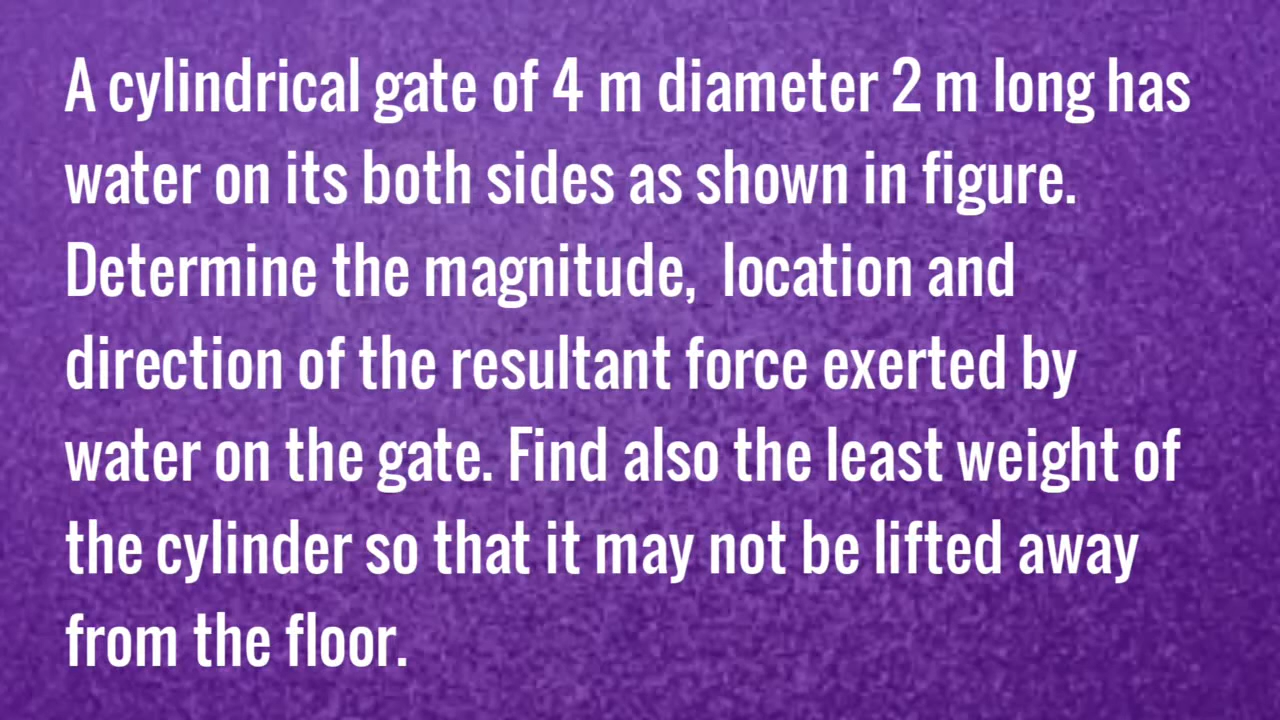 A cylindrical gate of 4 m diameter 2 m long has
water on its both sides as shown in figure.
Determine the magnitude,  location and
direction of the resultant force exerted by
water on the gate. Find also the least weight of
the cylinder so that it may not be lifted away
from the floor.